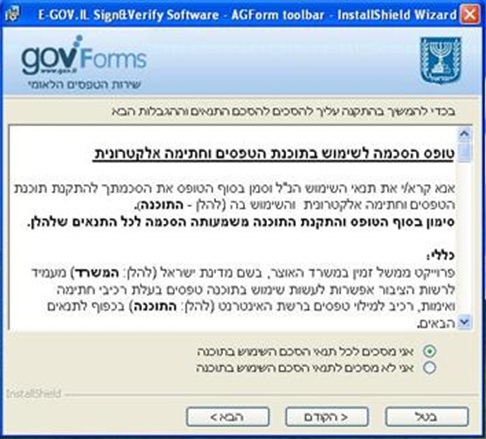 E-GOV.IL Sign&Verify Software - AGForm toolbar - InstallShield Wizard
govForms
www.gov.il
שירות הטפסים הלאומי
בכדי להמשיך בהתקנה עליך להסכים להסכם התנאים וההגבלות הבא
טופס הסכמה לשימוש בתוכנת הטפסים וחתימה אלקטרונית
אנא קרא/י את תנאי השימוש הנ"ל וסמן בסוף הטופס את הסכמתך להתקנת תוכנת
הטפסים וחתימה אלקטרונית והשימוש בה (להלן - התוכנה).
סימון בסוף הטופס והתקנת התוכנה משמעותה הסכמה לכל התנאים שלהלן.
כללי:
פרוייקט ממשל זמין במשרד האוצר, בשם מדינת ישראל (להלן: המשרד) מעמיד
לרשות הציבור אפשרות לעשות שימוש בתוכנה טפסים בעלת רכיבי חתימה
ואימות, רכיב למילוי טפסים ברשת האינטרנט (להלן: התוכנה) בכפוף לתנאים
הבאים.
אני מסכים לכל תנאי הסכם השימוש בתוכנה
אני לא מסכים לתנאי הסכם השימוש בתוכנה
InstallShield
בטל
< הקודם
הבא >